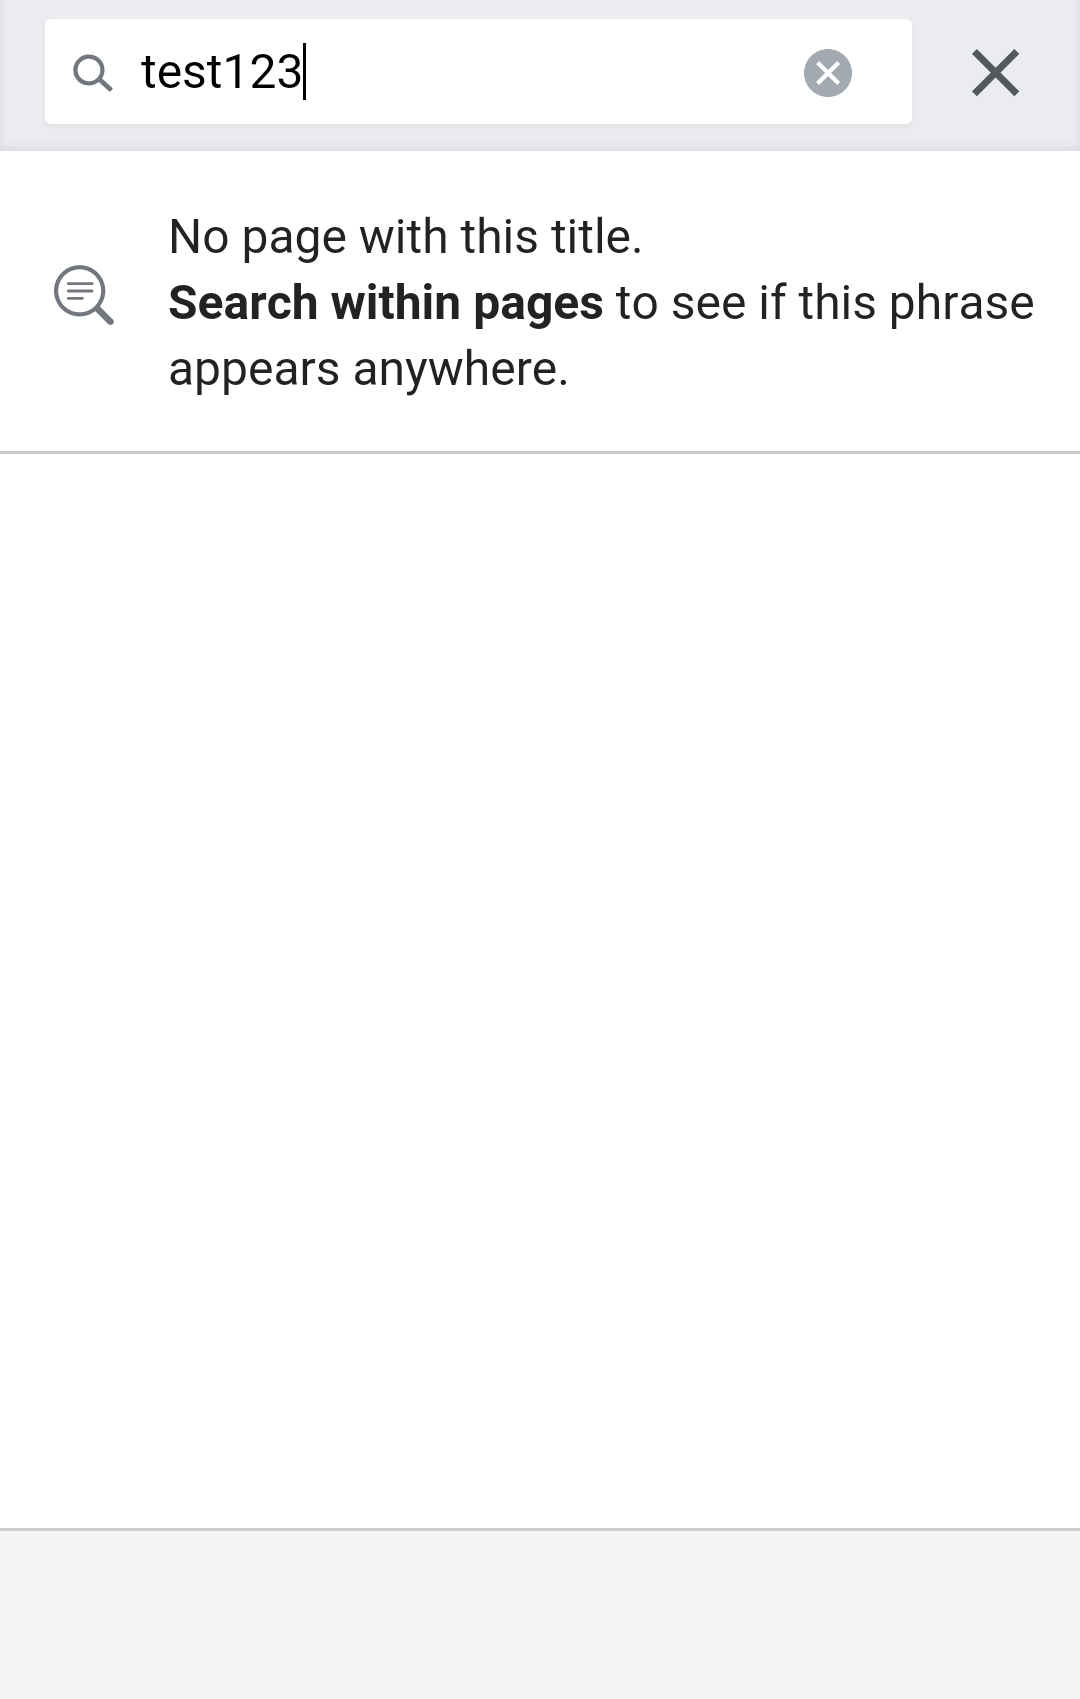 test123
No page with this title.
Search within pages to see if this phrase
appears anywhere.